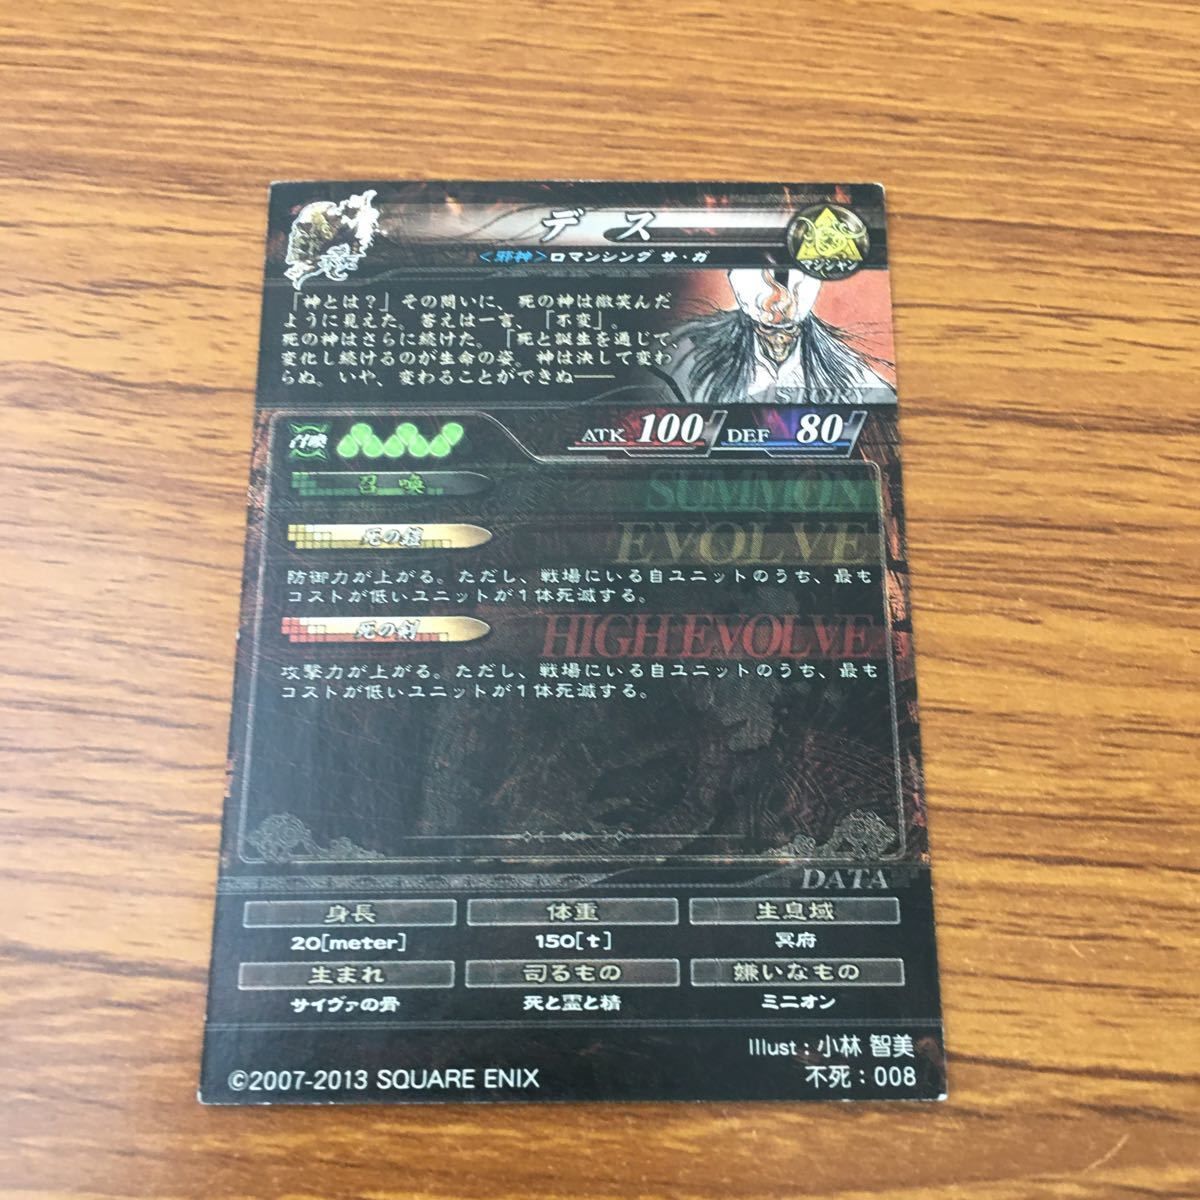 デス
マジシャン
<邪神>ロマンシング サ・ガ
「神とは？」その問いに、死の神は微笑んだ
ように見えた。答えは一言、「不変」。
死の神はさらに続けた。「死と誕生を通じて、
変化し続けるのが生命の姿。神は決して変わ
らぬ。いや、変わることができぬ――
STORY
召喚
ATK 100 DEF 80
召喚 SUMMON
死の鎧 EVOLVE
防御力が上がる。ただし、戦場にいる自ユニットのうち、最も
コストが低いユニットが１体死滅する。
死の剣 HIGH EVOLVE
攻撃力が上がる。ただし、戦場にいる自ユニットのうち、最も
コストが低いユニットが１体死滅する。
DATA
身長 体重 生息域
20[meter] 150[t] 冥府
生まれ 司るもの 嫌いなもの
サイヴァの骨 死と霊と精 ミニオン
Illust：小林 智美
©2007-2013 SQUARE ENIX 不死：008